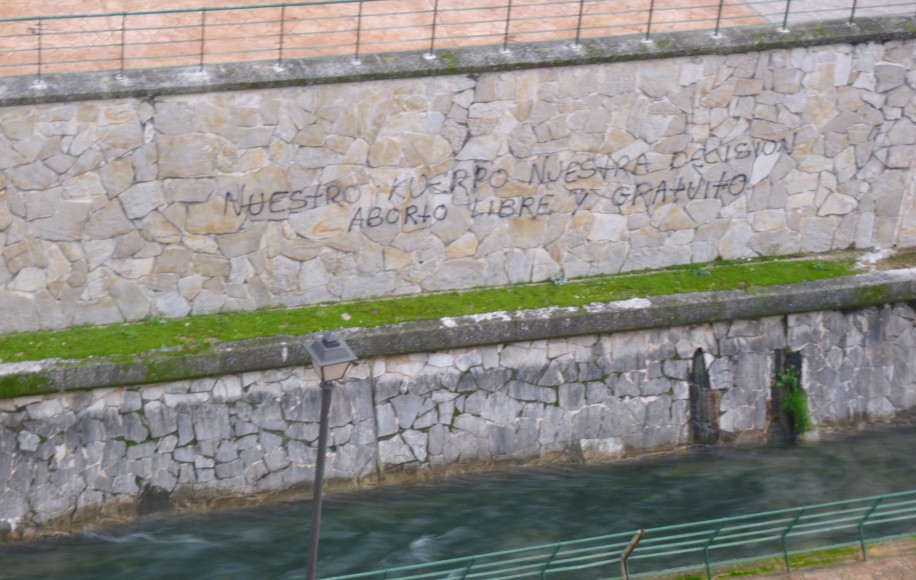 NUESTRO KUERPO NUESTRA DECISION
ABORTO LIBRE Y GRATUITO